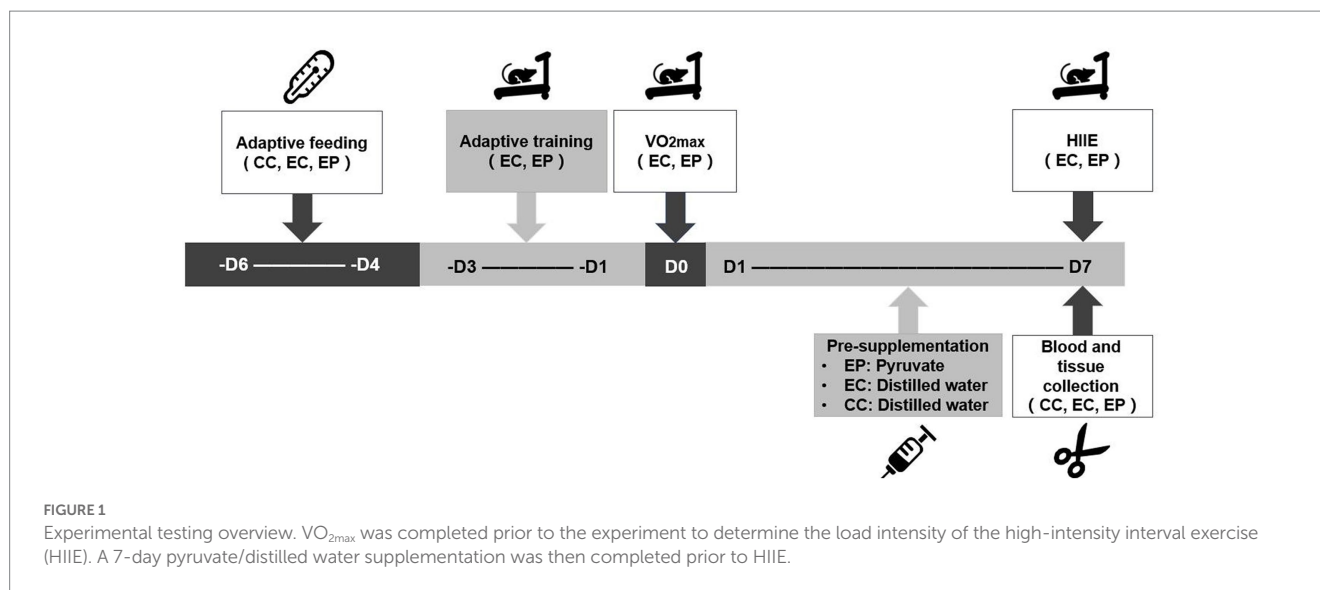 Adaptive feeding
( CC, EC, EP )
Adaptive training
( EC, EP )
VO2max
( EC, EP )
HIIE
( EC, EP )
-D6 ———— -D4
-D3 ———— -D1
D0
D1 ———————————— D7
Pre-supplementation
• EP: Pyruvate
• EC: Distilled water
• CC: Distilled water
Blood and
tissue
collection
( CC, EC, EP )
FIGURE 1
Experimental testing overview. VO2max was completed prior to the experiment to determine the load intensity of the high-intensity interval exercise
(HIIE). A 7-day pyruvate/distilled water supplementation was then completed prior to HIIE.